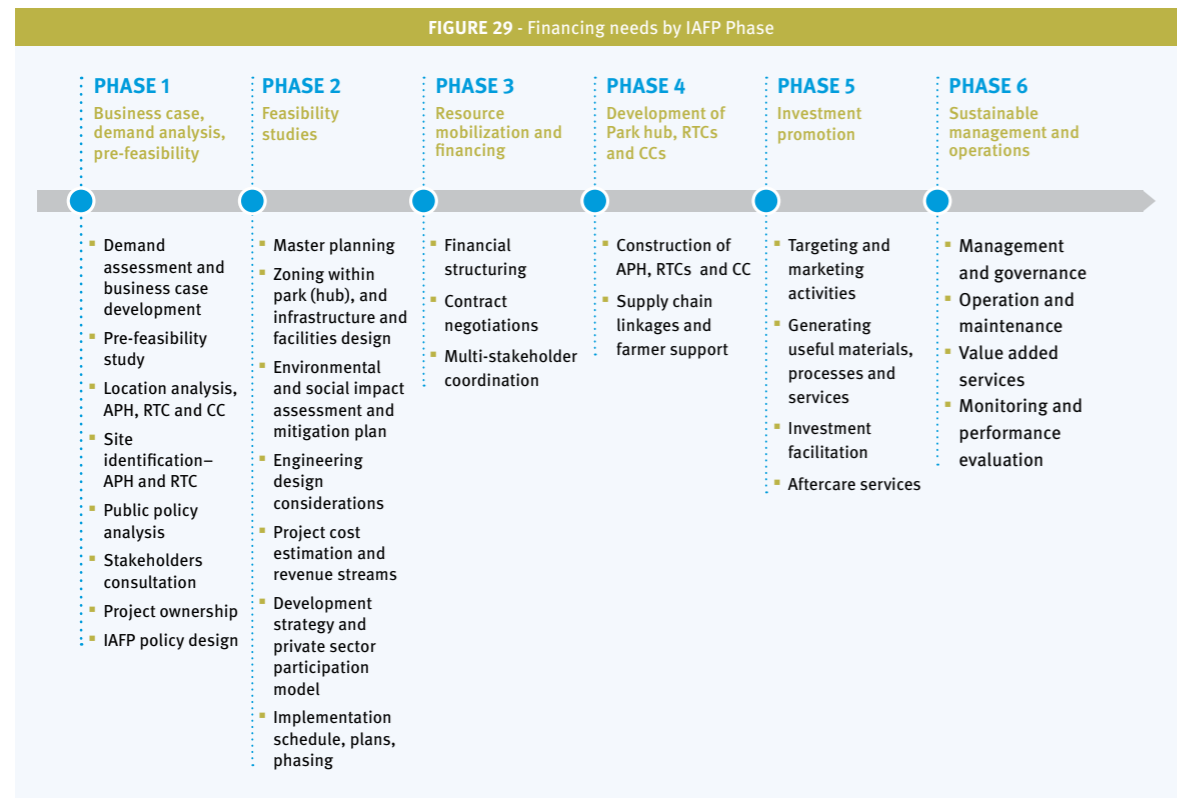 FIGURE 29 - Financing needs by IAFP Phase
PHASE 1
Business case,
demand analysis,
pre-feasibility
▪ Demand
assessment and
business case
development
▪ Pre-feasibility
study
▪ Location analysis,
APH, RTC and CC
▪ Site
identification–
APH and RTC
▪ Public policy
analysis
▪ Stakeholders
consultation
▪ Project ownership
▪ IAFP policy design
PHASE 2
Feasibility
studies
▪ Master planning
▪ Zoning within
park (hub), and
infrastructure and
facilities design
▪ Environmental
and social impact
assessment and
mitigation plan
▪ Engineering
design
considerations
▪ Project cost
estimation and
revenue streams
▪ Development
strategy and
private sector
participation
model
▪ Implementation
schedule, plans,
phasing
PHASE 3
Resource
mobilization and
financing
▪ Financial
structuring
▪ Contract
negotiations
▪ Multi-stakeholder
coordination
PHASE 4
Development of
Park hub, RTCs
and CCs
▪ Construction of
APH, RTCs and CC
▪ Supply chain
linkages and
farmer support
PHASE 5
Investment
promotion
▪ Targeting and
marketing
activities
▪ Generating
useful materials,
processes and
services
▪ Investment
facilitation
▪ Aftercare services
PHASE 6
Sustainable
management and
operations
▪ Management
and governance
▪ Operation and
maintenance
▪ Value added
services
▪ Monitoring and
performance
evaluation